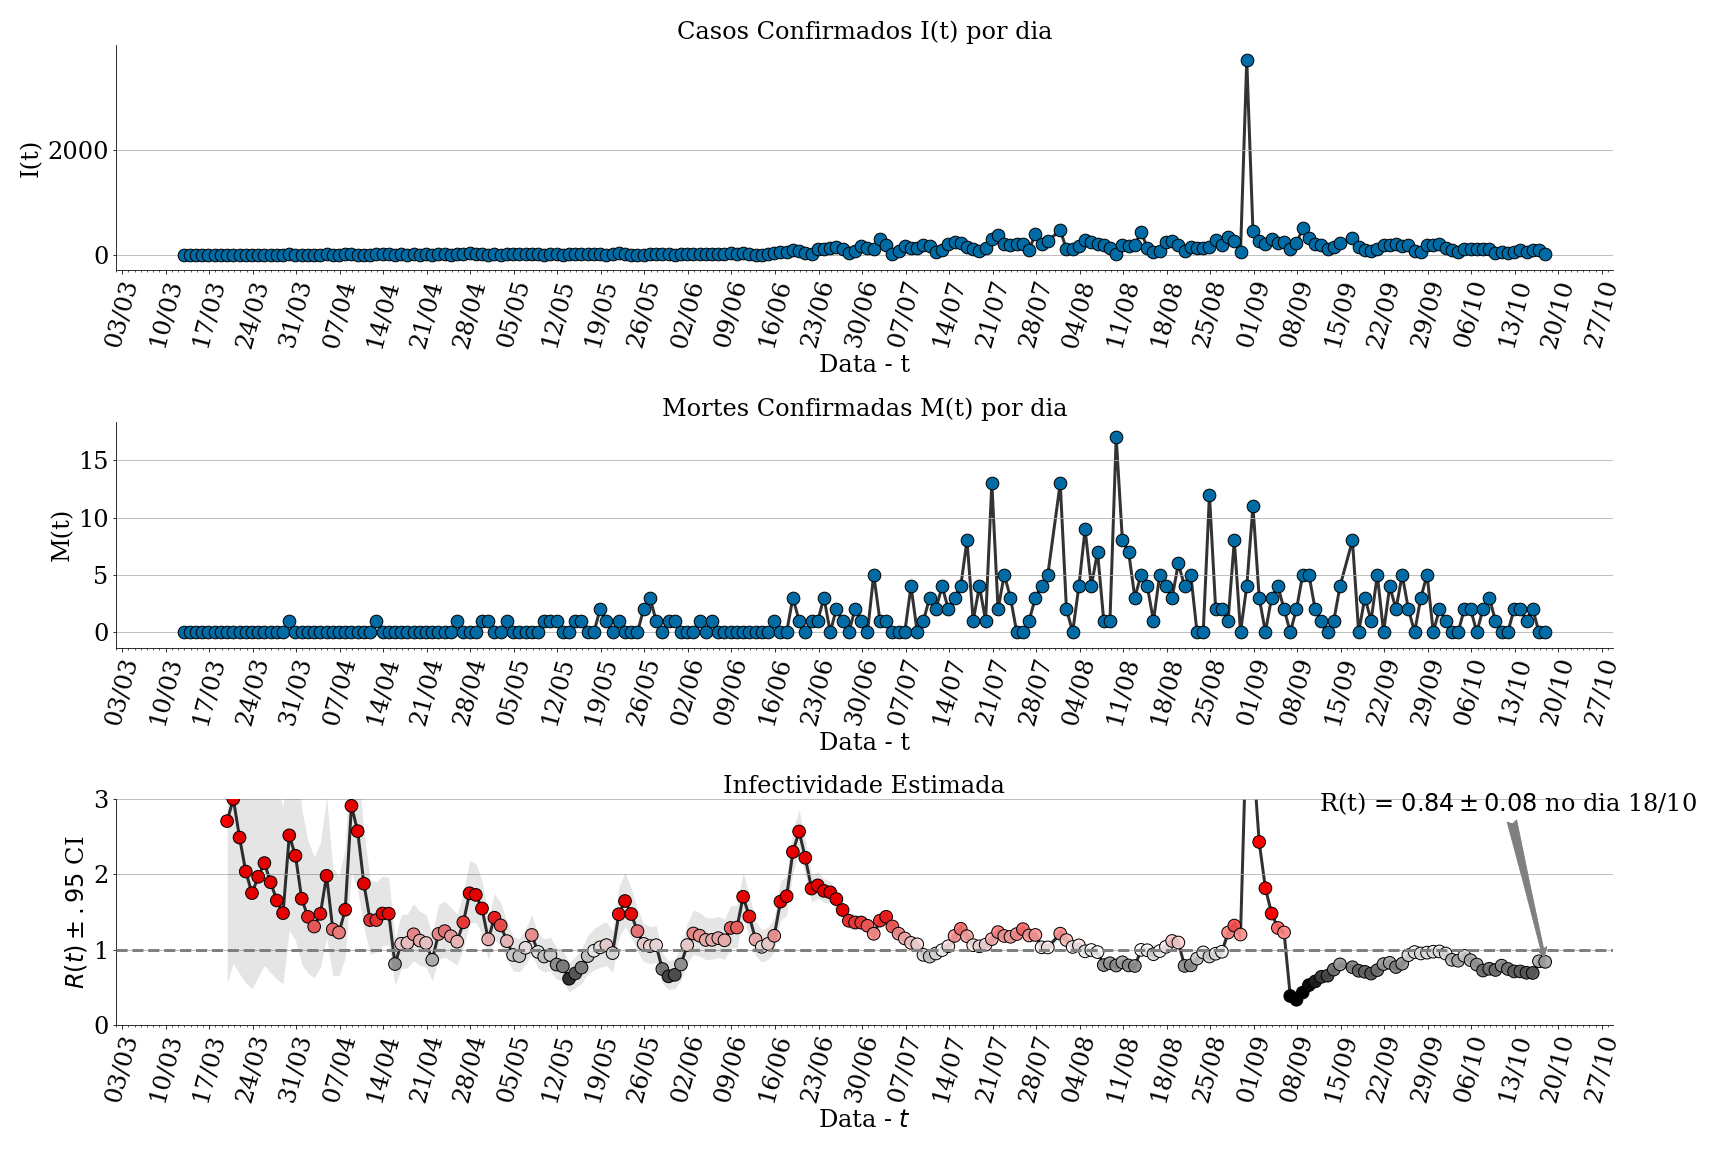 Casos Confirmados I(t) por dia
I(t)
2000
0
03/03 10/03 17/03 24/03 31/03 07/04 14/04 21/04 28/04 05/05 12/05 19/05 26/05 02/06 09/06 16/06 23/06 30/06 07/07 14/07 21/07 28/07 04/08 11/08 18/08 25/08 01/09 08/09 15/09 22/09 29/09 06/10 13/10 20/10 27/10
Data - t
Mortes Confirmadas M(t) por dia
M(t)
15
10
5
0
03/03 10/03 17/03 24/03 31/03 07/04 14/04 21/04 28/04 05/05 12/05 19/05 26/05 02/06 09/06 16/06 23/06 30/06 07/07 14/07 21/07 28/07 04/08 11/08 18/08 25/08 01/09 08/09 15/09 22/09 29/09 06/10 13/10 20/10 27/10
Data - t
Infectividade Estimada
R(t) = 0.84 ± 0.08 no dia 18/10
R(t) ± .95 CI
3
2
1
0
03/03 10/03 17/03 24/03 31/03 07/04 14/04 21/04 28/04 05/05 12/05 19/05 26/05 02/06 09/06 16/06 23/06 30/06 07/07 14/07 21/07 28/07 04/08 11/08 18/08 25/08 01/09 08/09 15/09 22/09 29/09 06/10 13/10 20/10 27/10
Data - t